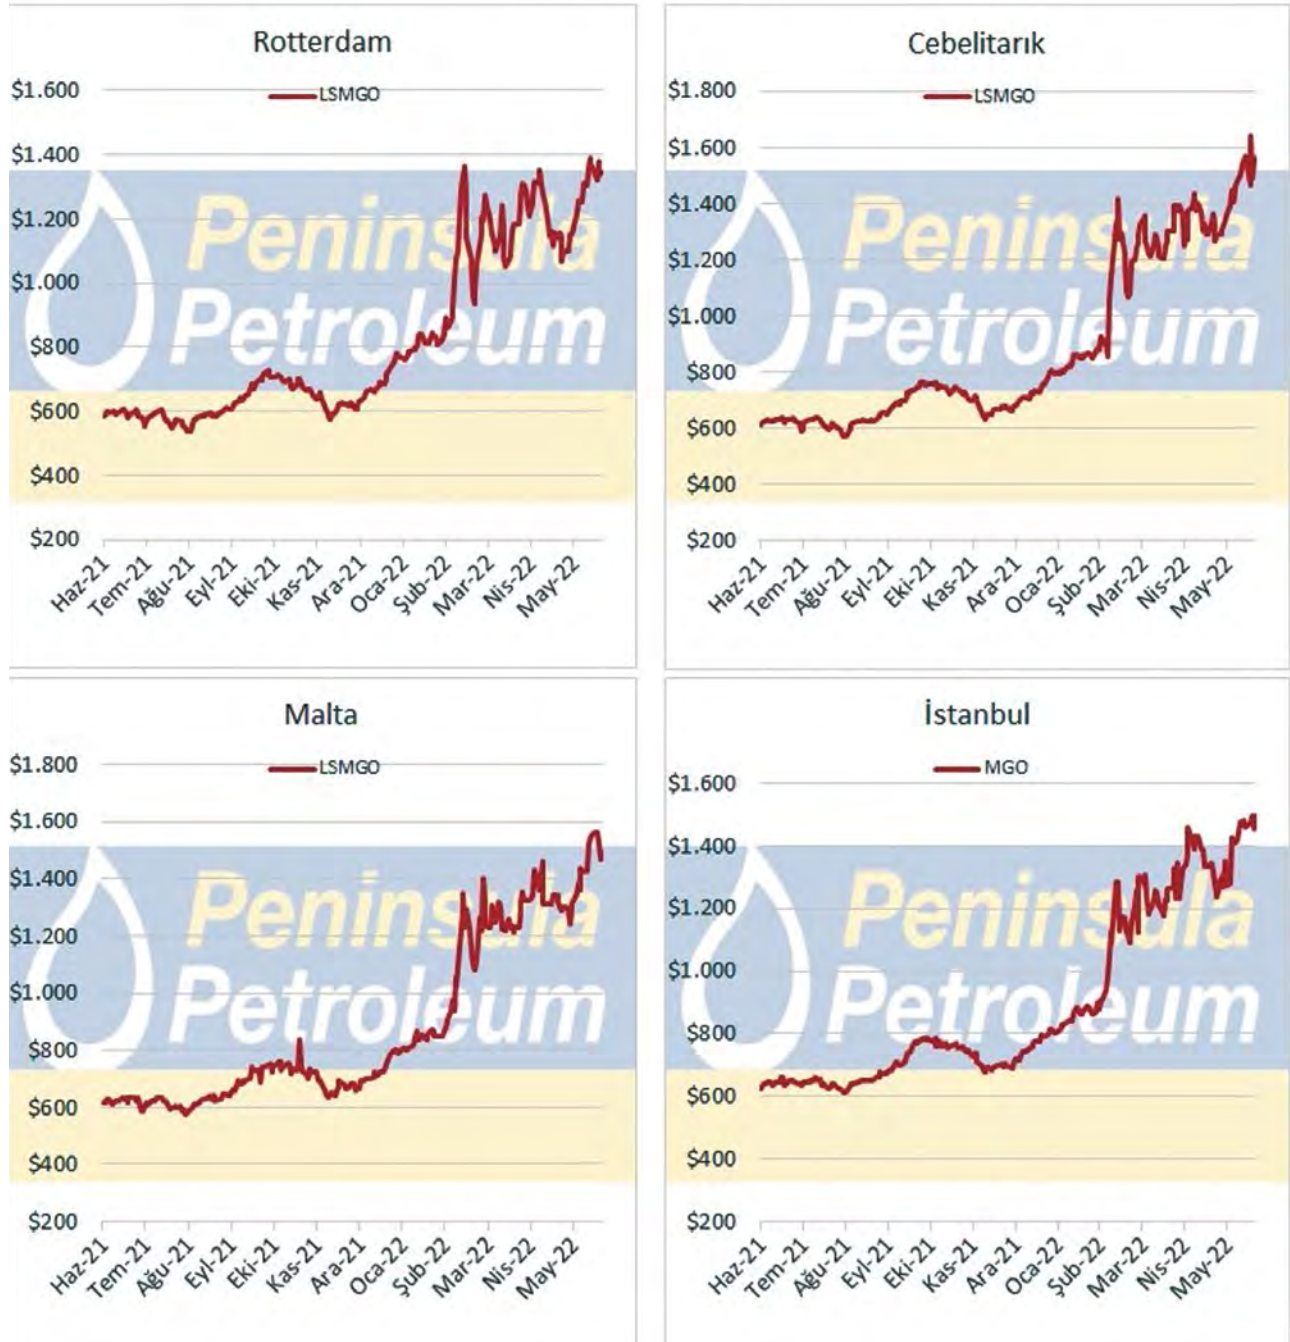 Rotterdam
LSMGO
$1.600
$1.400
$1.200
$1.000
$800
$600
$400
$200
Peninsula
Petroleum
Haz-21
Tem-21
Ağu-21
Eyl-21
Eki-21
Kas-21
Ara-21
Oca-22
Şub-22
Mar-22
Nis-22
May-22
Cebelitarık
LSMGO
$1.800
$1.600
$1.400
$1.200
$1.000
$800
$600
$400
$200
Peninsula
Petroleum
Haz-21
Tem-21
Ağu-21
Eyl-21
Eki-21
Kas-21
Ara-21
Oca-22
Şub-22
Mar-22
Nis-22
May-22
Malta
LSMGO
$1.800
$1.600
$1.400
$1.200
$1.000
$800
$600
$400
$200
Peninsula
Petroleum
Haz-21
Tem-21
Ağu-21
Eyl-21
Eki-21
Kas-21
Ara-21
Oca-22
Şub-22
Mar-22
Nis-22
May-22
İstanbul
MGO
$1.600
$1.400
$1.200
$1.000
$800
$600
$400
$200
Peninsula
Petroleum
Haz-21
Tem-21
Ağu-21
Eyl-21
Eki-21
Kas-21
Ara-21
Oca-22
Şub-22
Mar-22
Nis-22
May-22